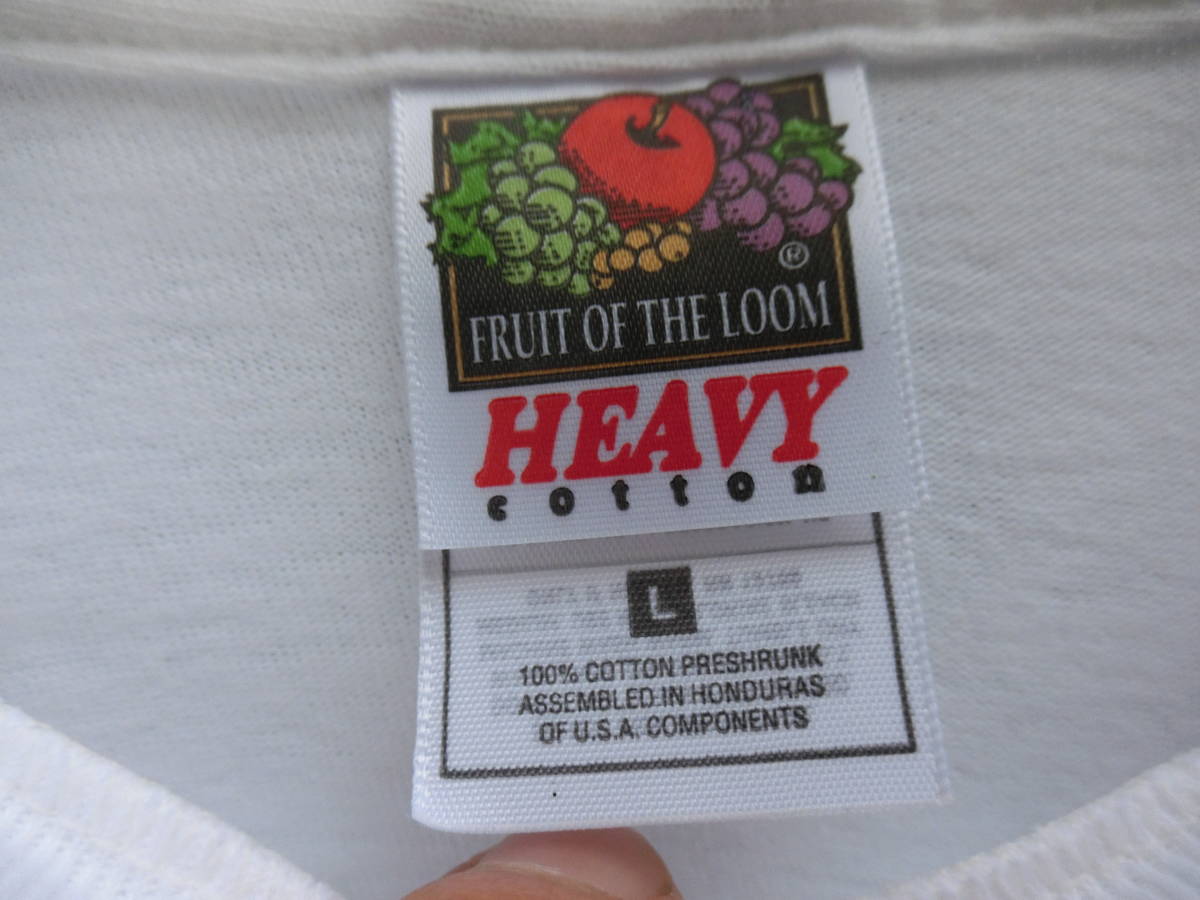 ®
FRUIT OF THE LOOM
HEAVY
cotton
L
100% COTTON PRESHRUNK
ASSEMBLED IN HONDURAS
OF U.S.A. COMPONENTS